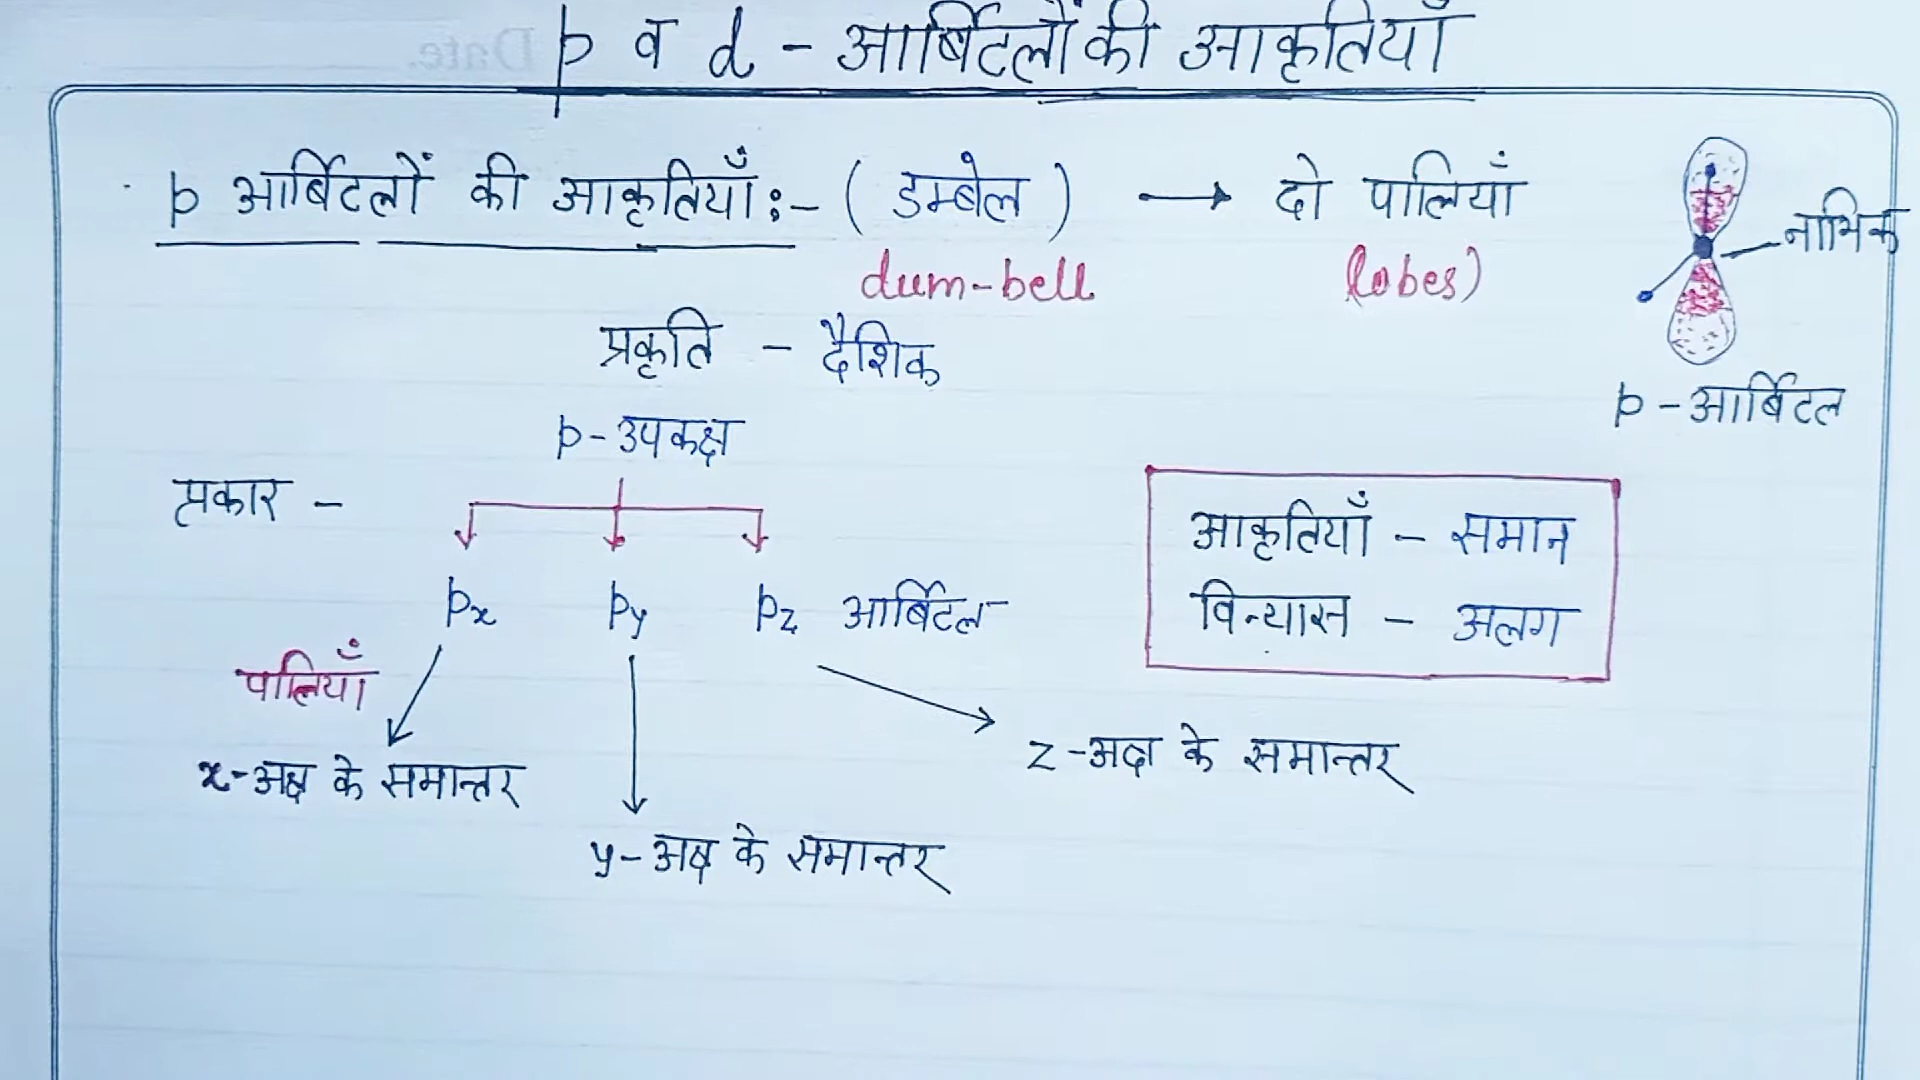 Date.
p व d - आर्बिटलों की आकृतियाँ
p आर्बिटलों की आकृतियाँ :- ( डम्बेल ) → दो पालियाँ
dum-bell (lobes)
नाभिक
प्रकृति - दैशिक
p - आर्बिटल
p - उपकक्ष
प्रकार -
आकृतियाँ - समान
विन्यास - अलग
px py pz आर्बिटल
पालियाँ
x-अक्ष के समान्तर
z-अक्ष के समान्तर
y-अक्ष के समान्तर